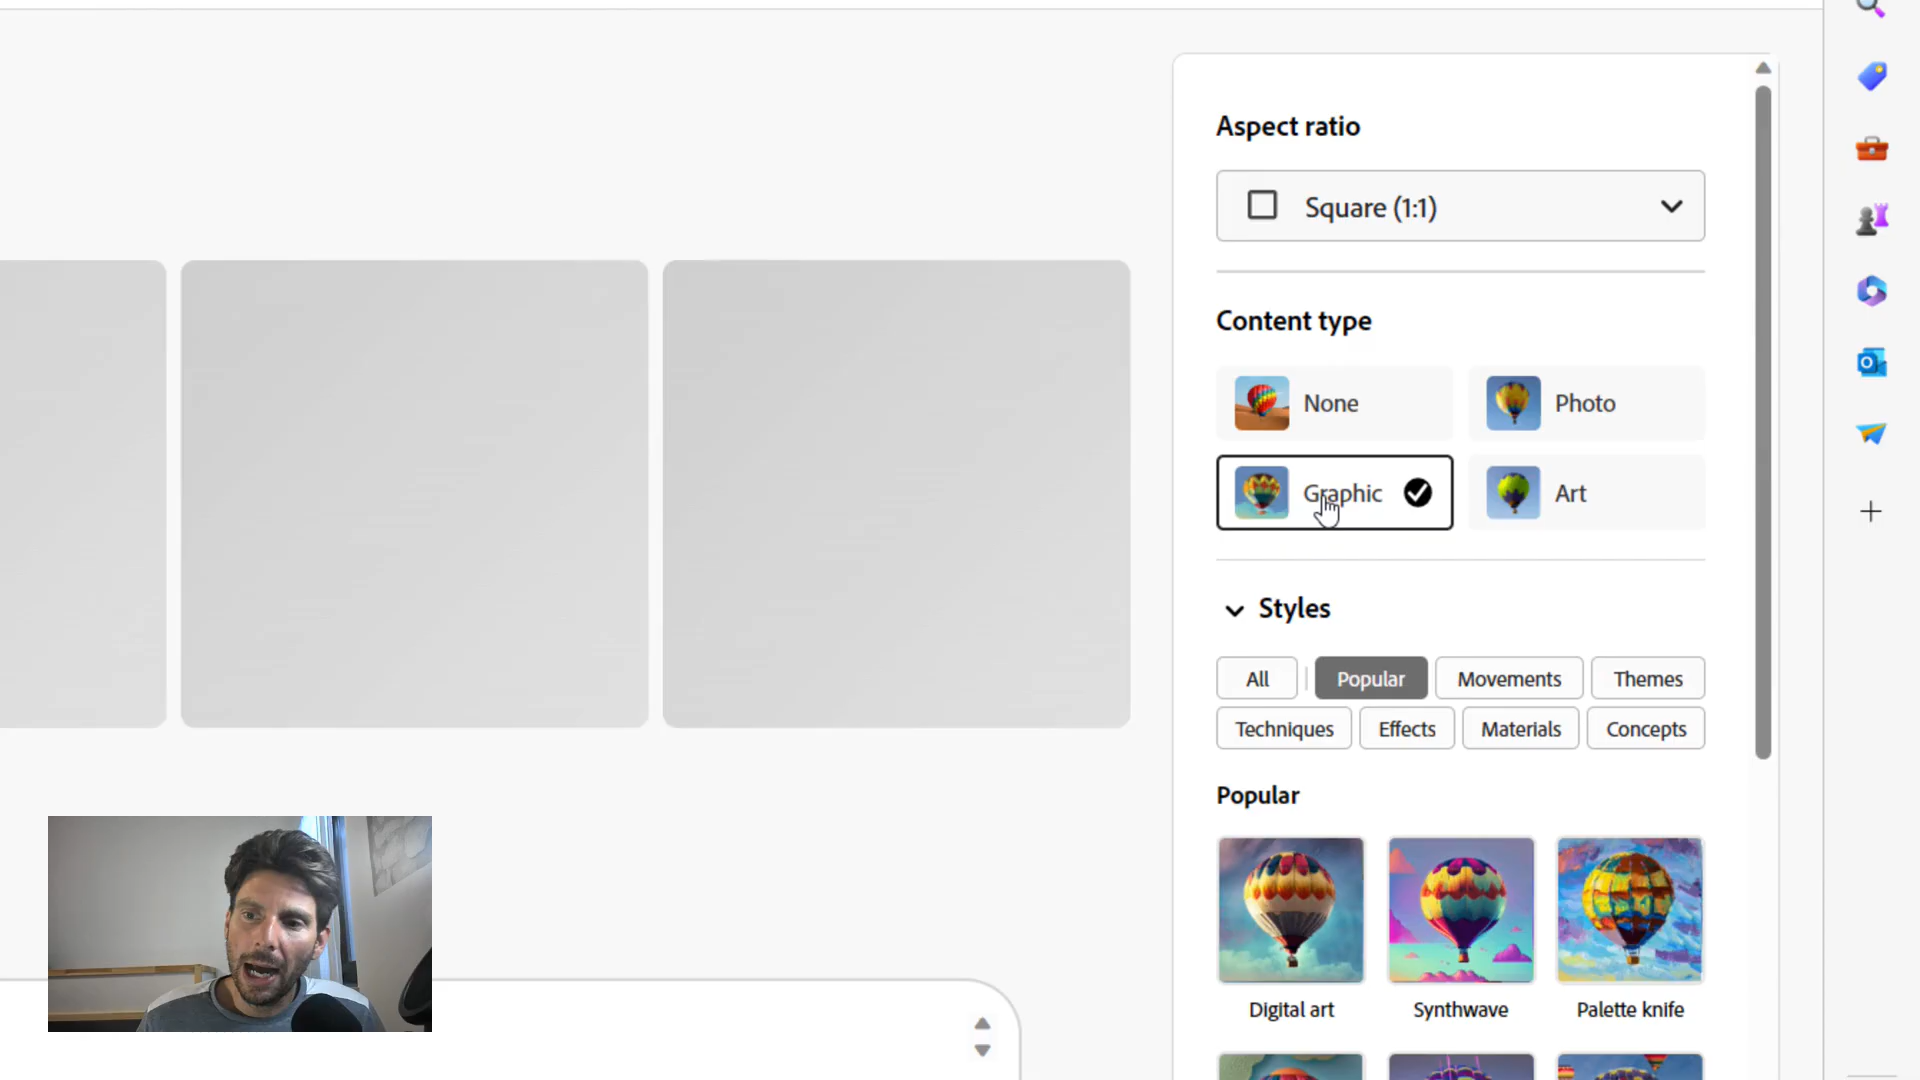 Aspect ratio
Square (1:1)
Content type
None
Photo
Graphic
Art
Styles
All
Popular
Movements
Themes
Techniques
Effects
Materials
Concepts
Popular
Digital art
Synthwave
Palette knife